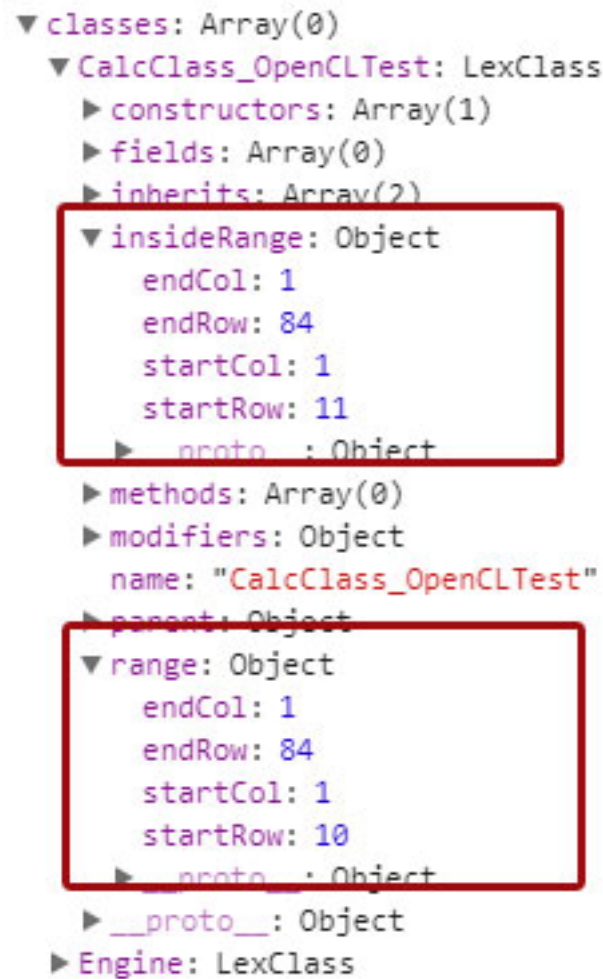 ▼ classes: Array(0)
▼ CalcClass_OpenCLTest: LexClass
▶ constructors: Array(1)
▶ fields: Array(0)
▶ inherits: Array(2)
▼ insideRange: Object
endCol: 1
endRow: 84
startCol: 1
startRow: 11
▶ __proto__: Object
▶ methods: Array(0)
▶ modifiers: Object
name: "CalcClass_OpenCLTest"
▶ parent: Object
▼ range: Object
endCol: 1
endRow: 84
startCol: 1
startRow: 10
▶ __proto__: Object
▶ __proto__: Object
▶ Engine: LexClass